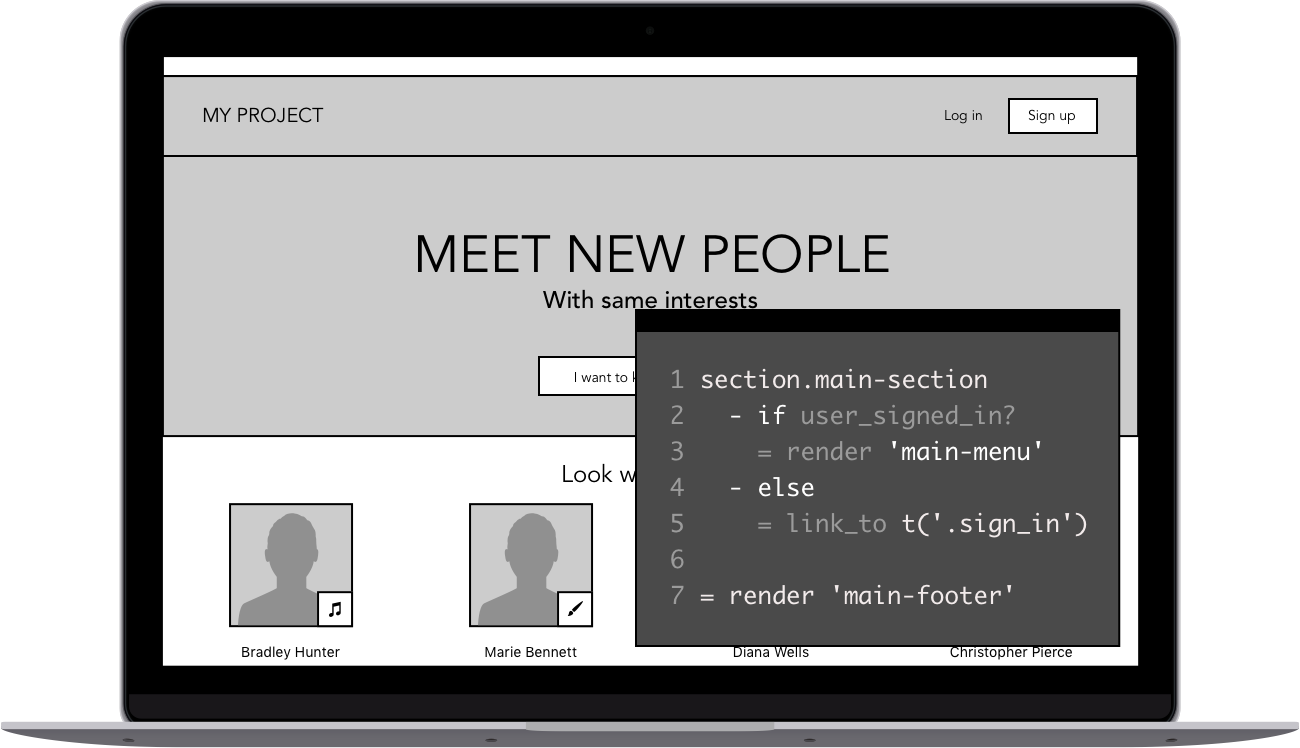 MY PROJECT
Log in
Sign up
MEET NEW PEOPLE
With same interests
I want to
Look
1 section.main-section
2   - if user_signed_in?
3     = render 'main-menu'
4   - else
5     = link_to t('.sign_in')
6
7 = render 'main-footer'
Bradley Hunter
Marie Bennett
Diana Wells
Christopher Pierce